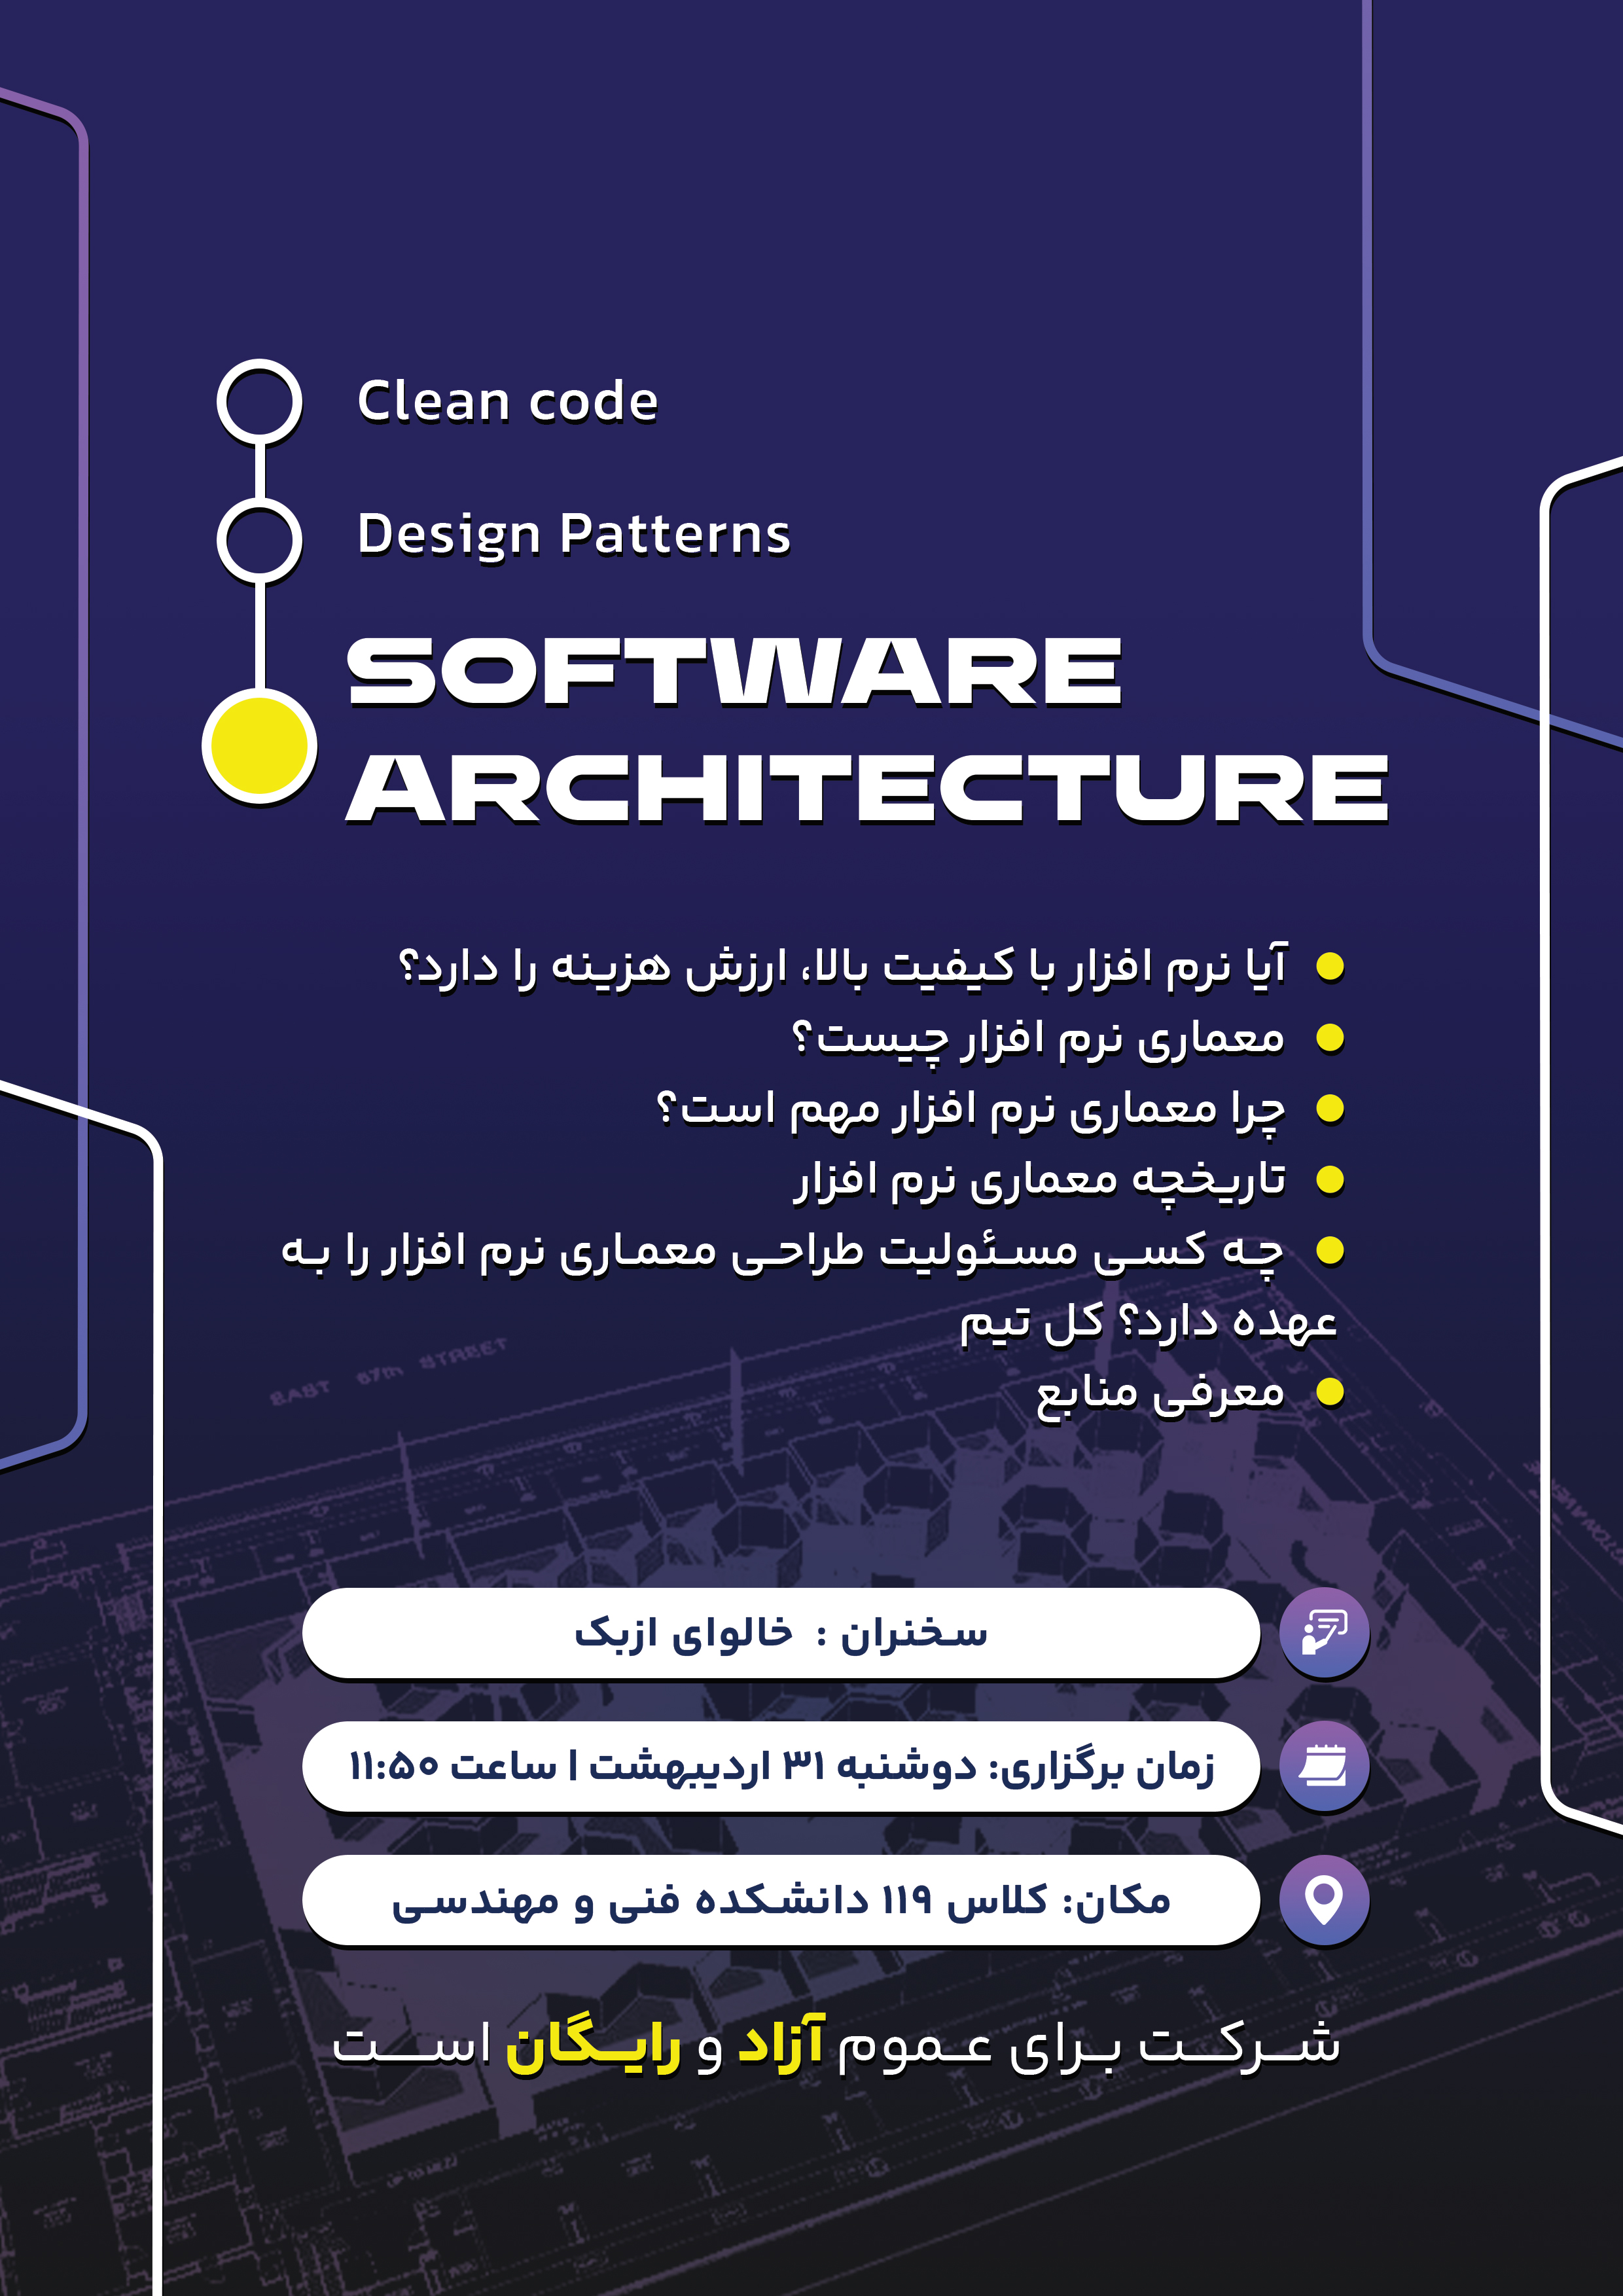 Clean code
Design Patterns
SOFTWARE
ARCHITECTURE
آیا نرم افزار با کیفیت بالا، ارزش هزینه را دارد؟
معماری نرم افزار چیست؟
چرا معماری نرم افزار مهم است؟
تاریخچه معماری نرم افزار
چه کسی مسئولیت طراحی معماری نرم افزار را به
عهده دارد؟ کل تیم
معرفی منابع
EAST 67th STREET
سخنران : خالوای ازبک
زمان برگزاری: دوشنبه ۳۱ اردیبهشت | ساعت ۱۱:۵۰
مکان: کلاس ۱۱۹ دانشکده فنی و مهندسی
شرکت برای عموم آزاد و رایگان است